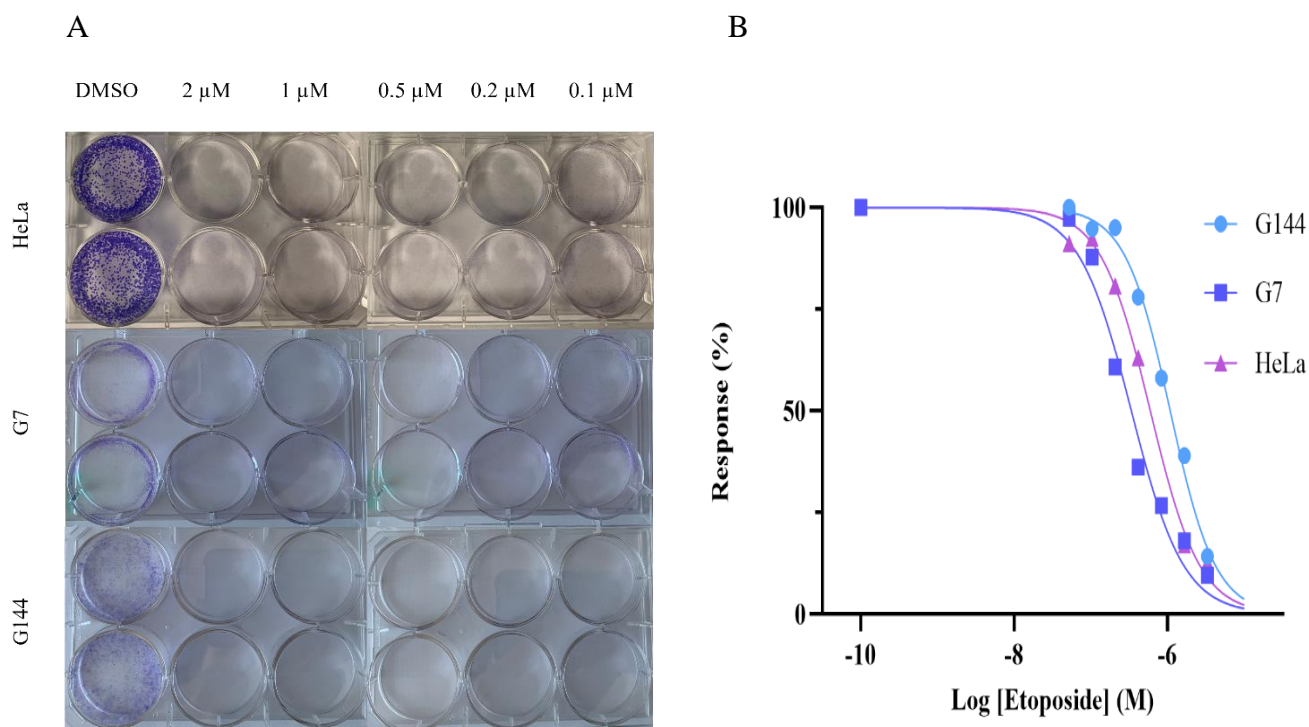 A
B
DMSO 2 µM 1 µM 0.5 µM 0.2 µM 0.1 µM
HeLa
G7
G144
Response (%)
100
50
0
-10 -8 -6
Log [Etoposide] (M)
G144
G7
HeLa